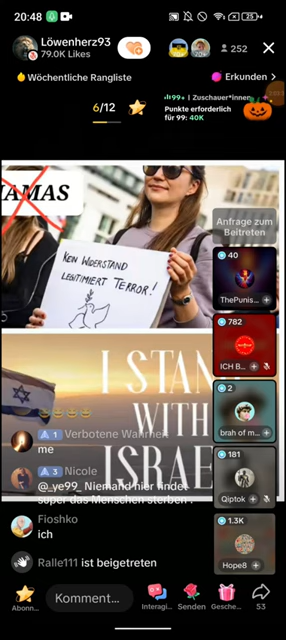 20:48
25
Löwenherz93
79.0K Likes
252
Wöchentliche Rangliste
Erkunden >
6/12
99+ | Zuschauer*innen
Punkte erforderlich
für 99: 40K
AMAS
KEIN WIDERSTAND
LEGITIMIERT TERROR!
Anfrage zum
Beitreten
40
ThePunis...
782
ICH B...
I STAN
WITH
ISRAE
2
brah of m...
181
Qiptok
1.3K
Hope8
1 Verbotene Wahrheit
me
3 Nicole
@_ye99_ Niemand hier findet
super das Menschen sterben .
Fioshko
ich
Ralle111 ist beigetreten
Abonn...
Kommente...
Interagi...
Senden
Gesche...
53